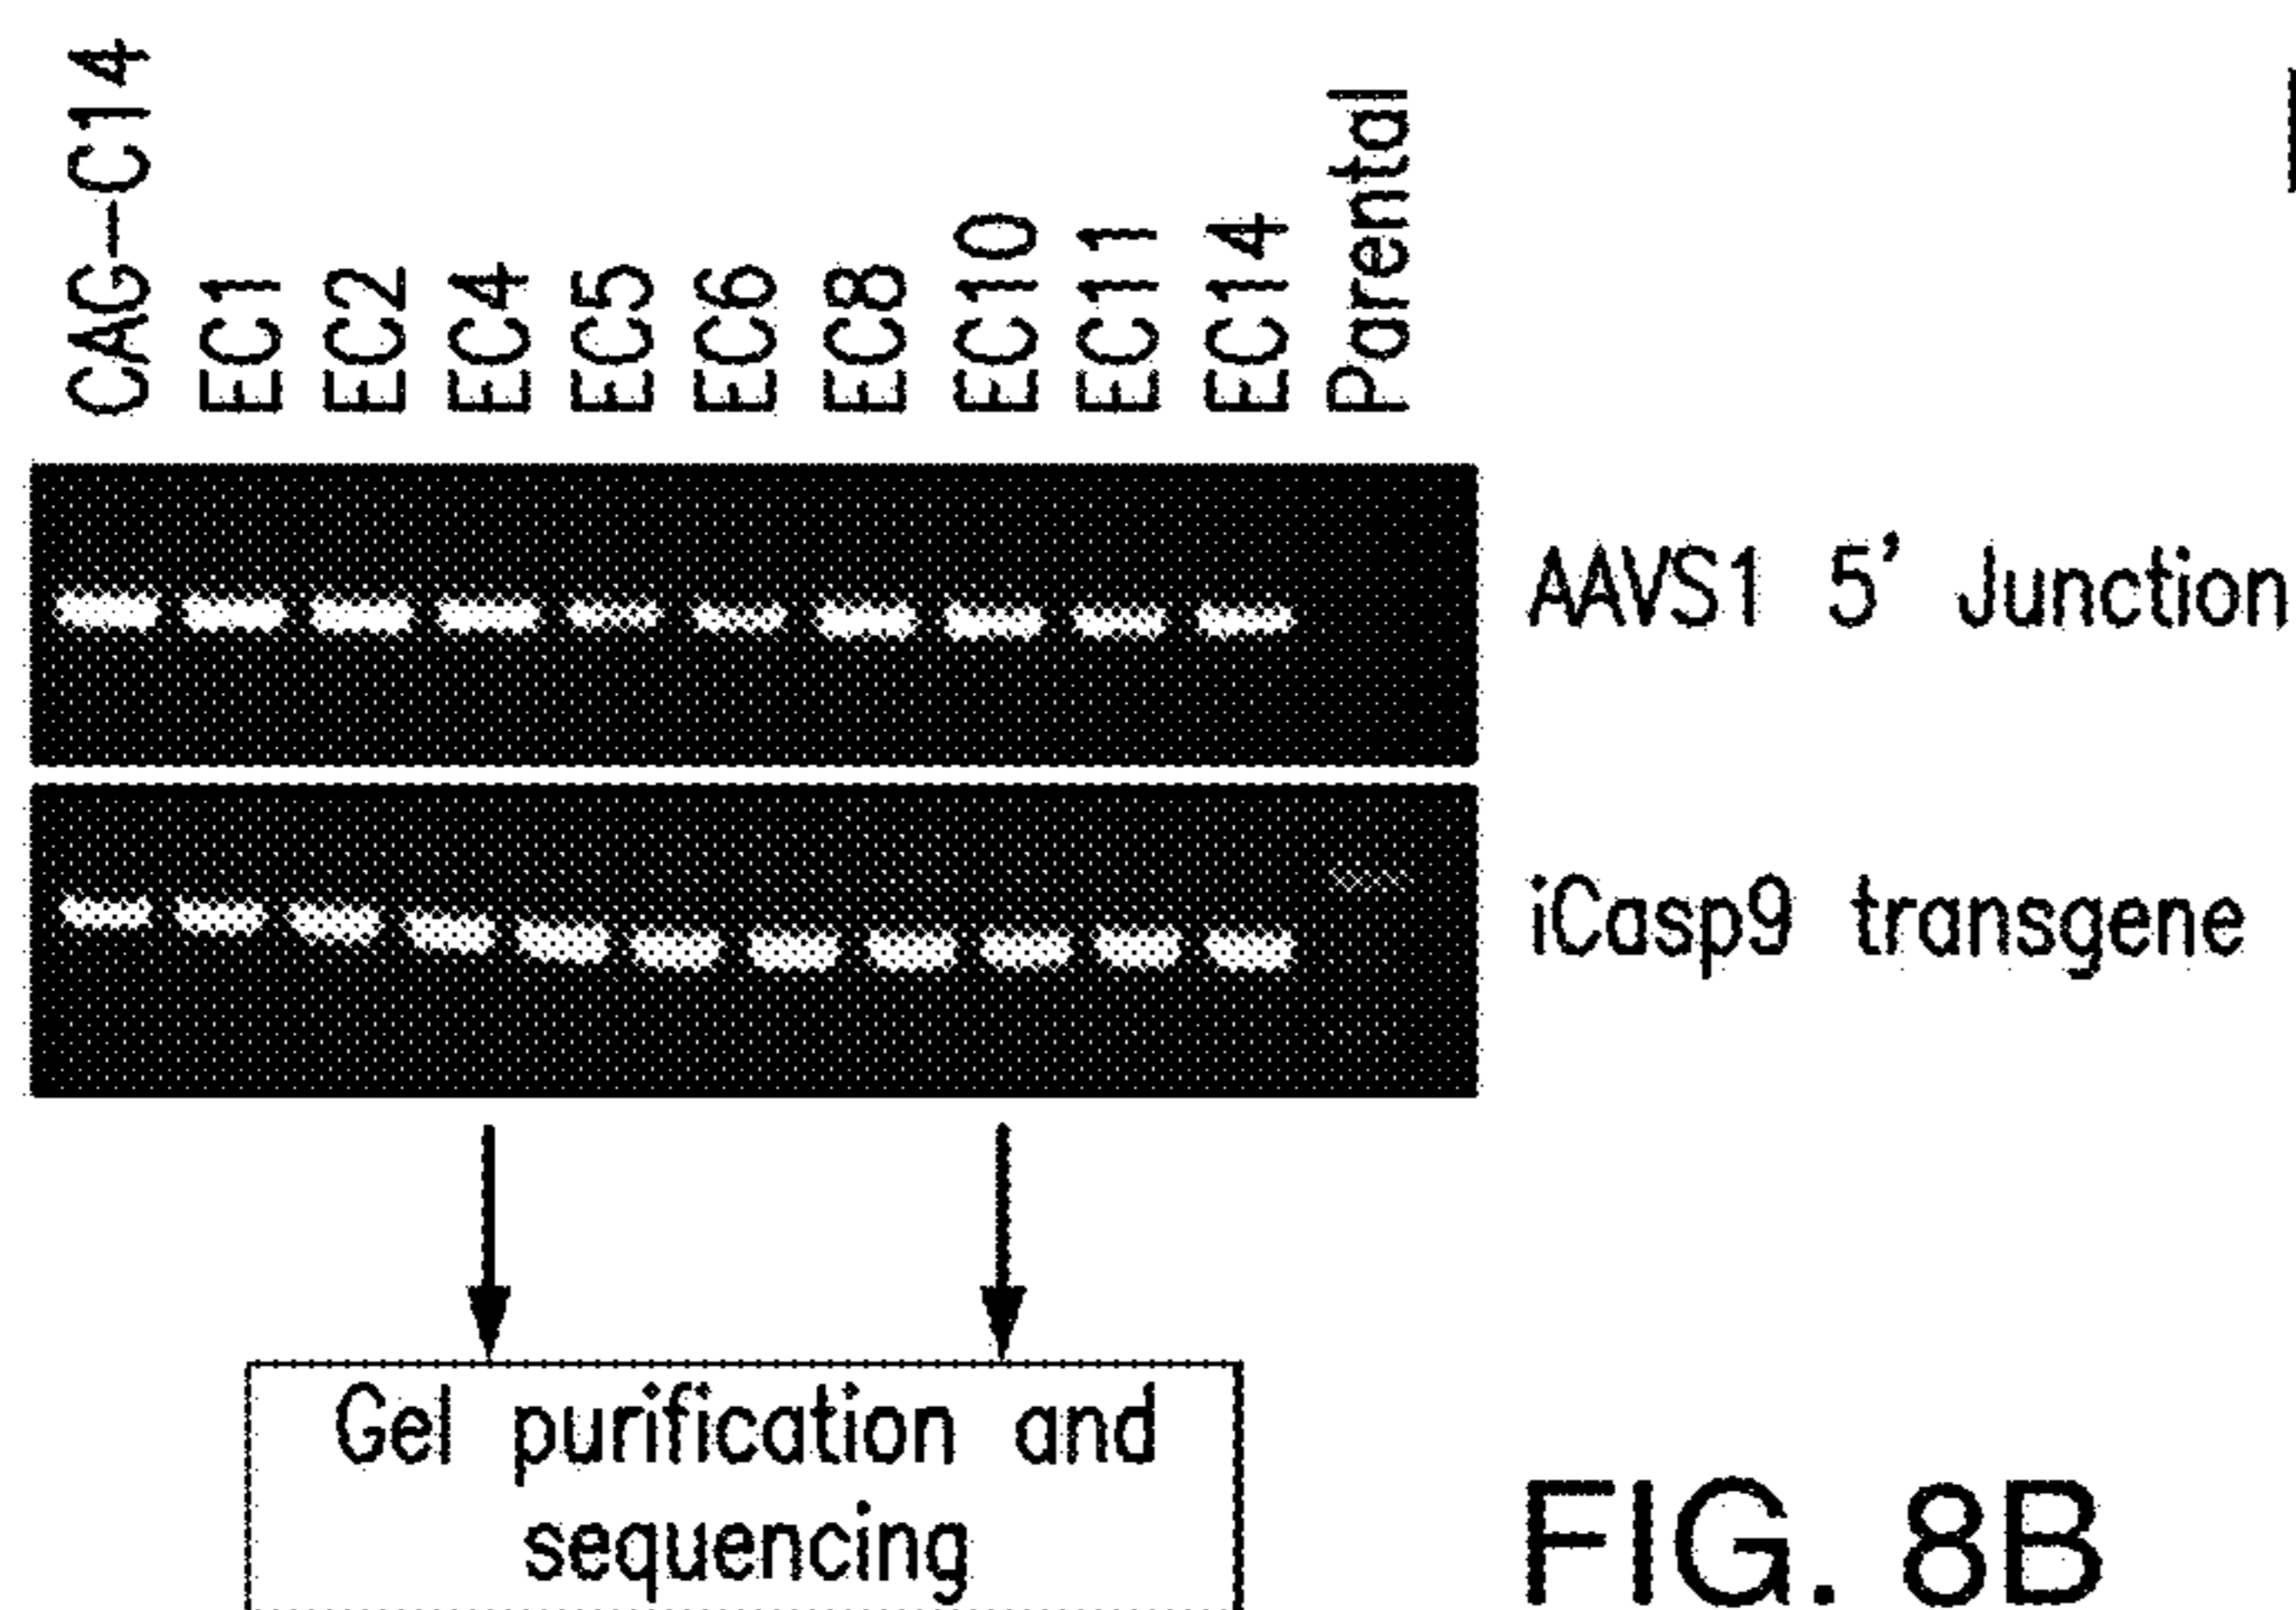 CAG-C14
EC1
EC2
EC4
EC5
EC6
EC8
EC10
EC11
EC14
Parental
AAVS1 5' Junction
iCasp9 transgene
Gel purification and
sequencing
FIG. 8B